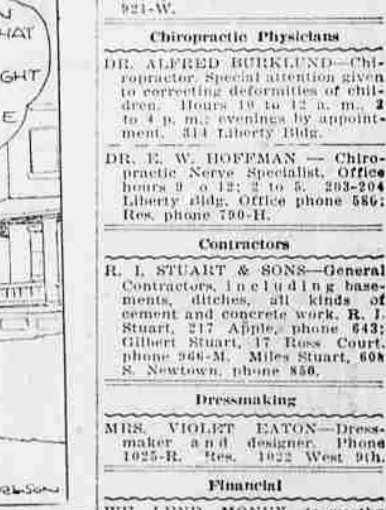 N
HAT
GHT
E
NELSON
921-W.
Chiropractic Physicians
DR. ALFRED BURKLUND—Chi-
ropractor. Special attention given
to correcting deformities of chil-
dren. Hours 10 to 12 a. m., 2
to 4 p. m.; evenings by appoint-
ment. 314 Liberty Bldg.
DR. E. W. HOFFMAN — Chiro-
practic Nerve Specialist. Office
hours 9 o 12; 2 to 5. 203-204
Liberty Bldg. Office phone 586;
Res. phone 790-H.
Contractors
R. I. STUART & SONS—General
Contractors, including base-
ments, ditches, all kinds of
cement and concrete work. R. I.
Stuart, 217 Apple, phone 643;
Gilbert Stuart, 17 Ross Court,
phone 966-M. Miles Stuart, 608
S. Newtown, phone 850.
Dressmaking
MRS. VIOLET EATON—Dress-
maker and designer. Phone
1025-R. Res. 1022 West 9th.
Financial